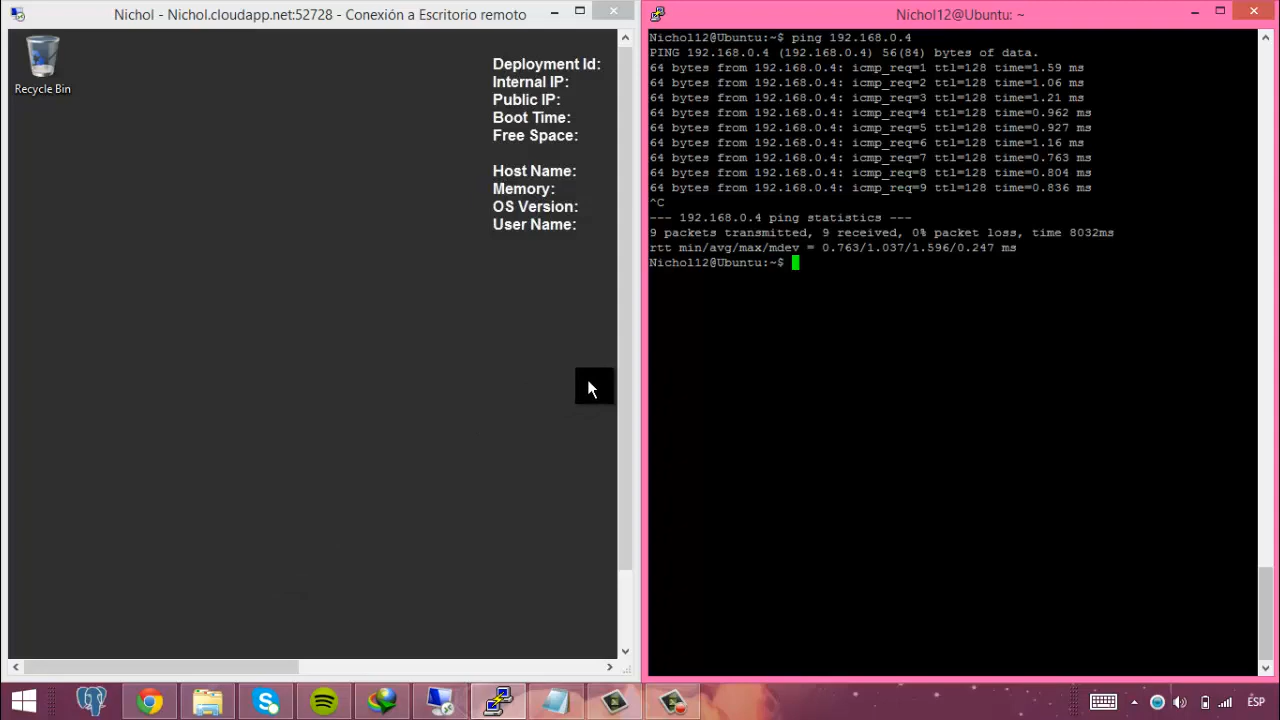 Nichol - Nichol.cloudapp.net:52728 - Conexión a Escritorio remoto
Recycle Bin
Deployment Id:
Internal IP:
Public IP:
Boot Time:
Free Space:
Host Name:
Memory:
OS Version:
User Name:
Nichol12@Ubuntu: ~
Nichol12@Ubuntu:~$ ping 192.168.0.4
PING 192.168.0.4 (192.168.0.4) 56(84) bytes of data.
64 bytes from 192.168.0.4: icmp_req=1 ttl=128 time=1.59 ms
64 bytes from 192.168.0.4: icmp_req=2 ttl=128 time=1.06 ms
64 bytes from 192.168.0.4: icmp_req=3 ttl=128 time=1.21 ms
64 bytes from 192.168.0.4: icmp_req=4 ttl=128 time=0.962 ms
64 bytes from 192.168.0.4: icmp_req=5 ttl=128 time=0.927 ms
64 bytes from 192.168.0.4: icmp_req=6 ttl=128 time=1.16 ms
64 bytes from 192.168.0.4: icmp_req=7 ttl=128 time=0.763 ms
64 bytes from 192.168.0.4: icmp_req=8 ttl=128 time=0.804 ms
64 bytes from 192.168.0.4: icmp_req=9 ttl=128 time=0.836 ms
^C
--- 192.168.0.4 ping statistics ---
9 packets transmitted, 9 received, 0% packet loss, time 8032ms
rtt min/avg/max/mdev = 0.763/1.037/1.596/0.247 ms
Nichol12@Ubuntu:~$
ESP